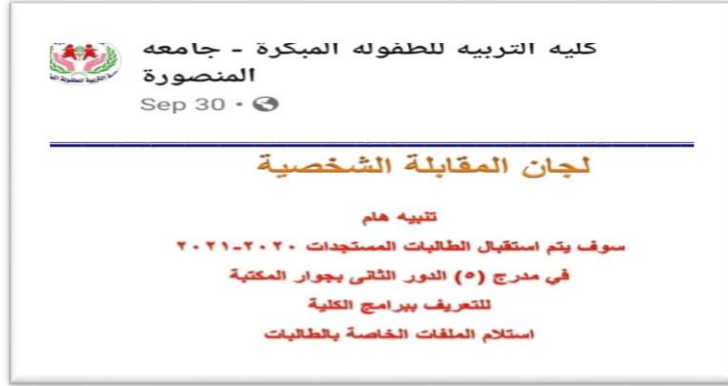 كليه التربيه للطفوله المبكرة - جامعه
المنصورة
Sep 30 ·
لجان المقابلة الشخصية
تنبيه هام
سوف يتم استقبال الطالبات المستجدات ٢٠٢٠-٢٠٢١
في مدرج (٥) الدور الثانى بجوار المكتبة
للتعريف ببرامج الكلية
استلام الملفات الخاصة بالطالبات